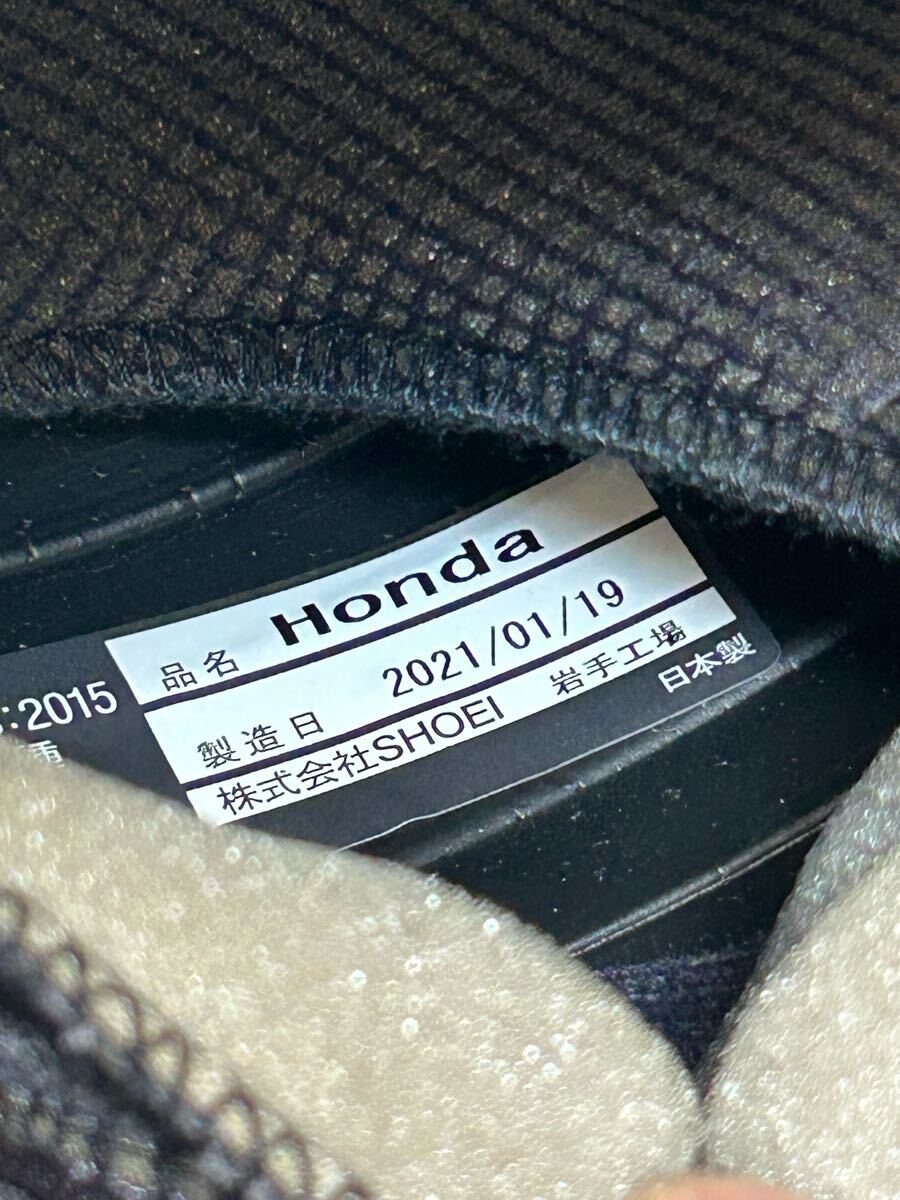 品名 Honda
製造日 2021/01/19
株式会社SHOEI 岩手工場
日本製
:2015